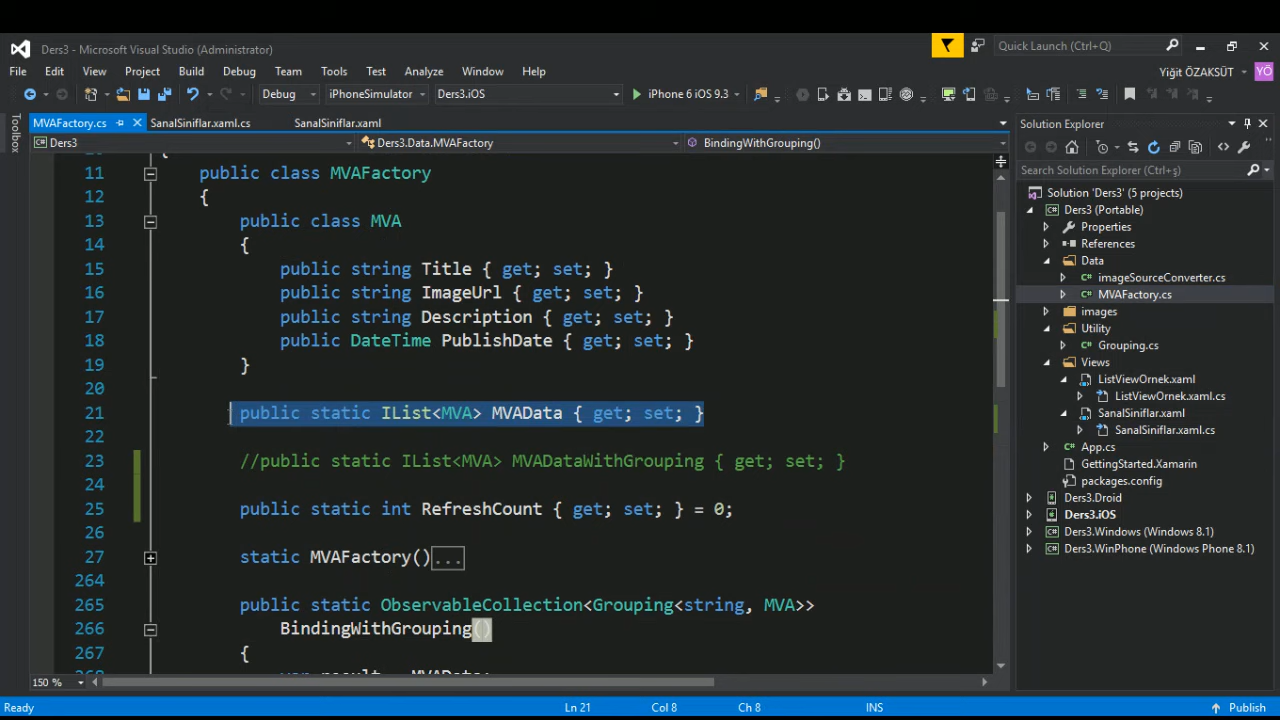 Ders3 - Microsoft Visual Studio (Administrator)
Quick Launch (Ctrl+Q)
File Edit View Project Build Debug Team Tools Test Analyze Window Help
Yiğit ÖZAKSÜT YÖ
Debug iPhoneSimulator Ders3.iOS iPhone 6 iOS 9.3
Toolbox
MVAFactory.cs SanalSiniflar.xaml.cs SanalSiniflar.xaml
Ders3 Ders3.Data.MVAFactory BindingWithGrouping()
11 public class MVAFactory
12 {
13 public class MVA
14 {
15 public string Title { get; set; }
16 public string ImageUrl { get; set; }
17 public string Description { get; set; }
18 public DateTime PublishDate { get; set; }
19 }
20
21 public static IList<MVA> MVAData { get; set; }
22
23 //public static IList<MVA> MVADataWithGrouping { get; set; }
24
25 public static int RefreshCount { get; set; } = 0;
26
27 static MVAFactory()...
264
265 public static ObservableCollection<Grouping<string, MVA>>
266 BindingWithGrouping()
267 {
150 %
Solution Explorer
Search Solution Explorer (Ctrl+ş)
Solution 'Ders3' (5 projects)
Ders3 (Portable)
Properties
References
Data
imageSourceConverter.cs
MVAFactory.cs
images
Utility
Grouping.cs
Views
ListViewOrnek.xaml
ListViewOrnek.xaml.cs
SanalSiniflar.xaml
SanalSiniflar.xaml.cs
App.cs
GettingStarted.Xamarin
packages.config
Ders3.Droid
Ders3.iOS
Ders3.Windows (Windows 8.1)
Ders3.WinPhone (Windows Phone 8.1)
Ready Ln 21 Col 8 Ch 8 INS Publish